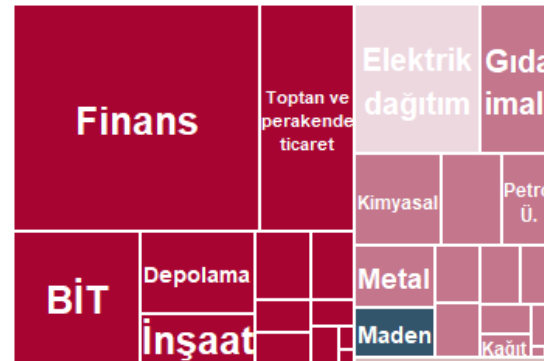 Finans
Toptan ve
perakende
ticaret
Elektrik
dağıtım
Gıda
imal
Kimyasal
Petro
Ü.
BİT
Depolama
İnşaat
Metal
Maden
Kağıt